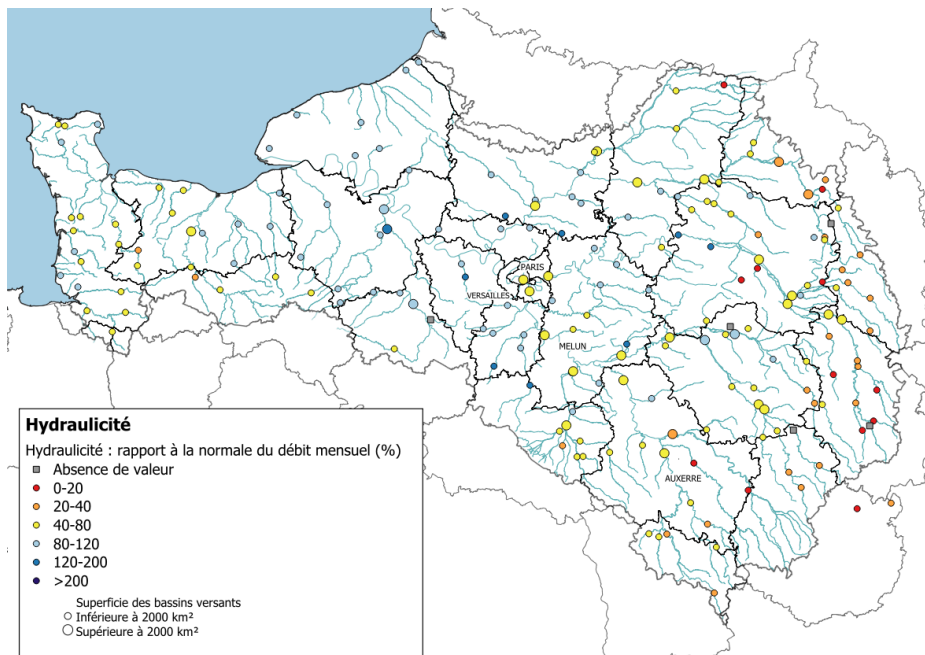 PARIS
VERSAILLES
MELUN
AUXERRE
Hydraulicité
Hydraulicité : rapport à la normale du débit mensuel (%)
Absence de valeur
0-20
20-40
40-80
80-120
120-200
>200
Superficie des bassins versants
Inférieure à 2000 km²
Supérieure à 2000 km²